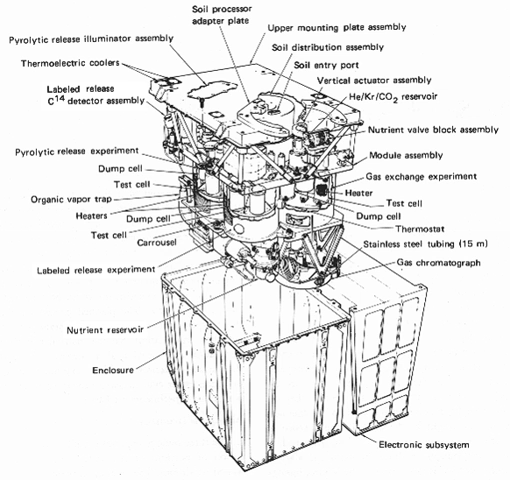 Soil processor
adapter plate
Upper mounting plate assembly
Pyrolytic release illuminator assembly
Soil distribution assembly
Thermoelectric coolers
Soil entry port
Vertical actuator assembly
Labeled release
C14 detector assembly
He/Kr/CO2 reservoir
Nutrient valve block assembly
Pyrolytic release experiment
Module assembly
Dump cell
Gas exchange experiment
Test cell
Heater
Organic vapor trap
Test cell
Heaters
Dump cell
Dump cell
Thermostat
Test cell
Carrousel
Stainless steel tubing (15 m)
Labeled release experiment
Gas chromatograph
Nutrient reservoir
Enclosure
Electronic subsystem